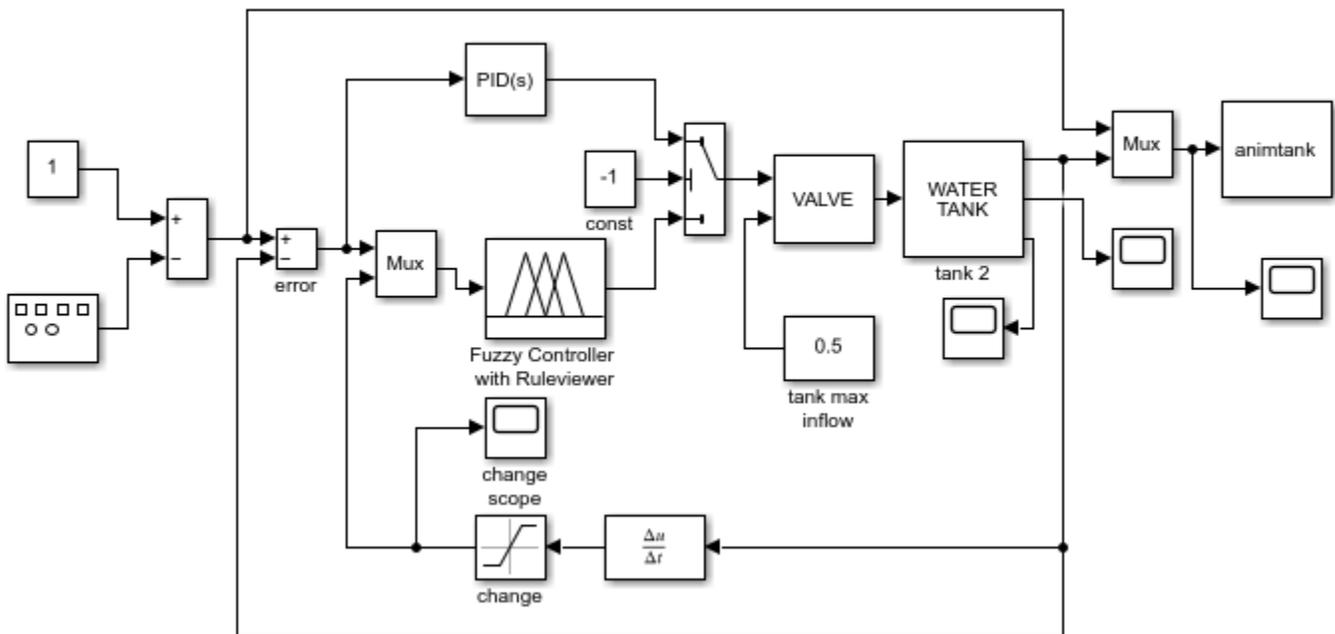 PID(s)
1
+
−
-1
const
VALVE
WATER
TANK
tank 2
Mux
animtank
+
−
error
Mux
Fuzzy Controller
with Ruleviewer
0.5
tank max
inflow
change
scope
Δu
Δt
change